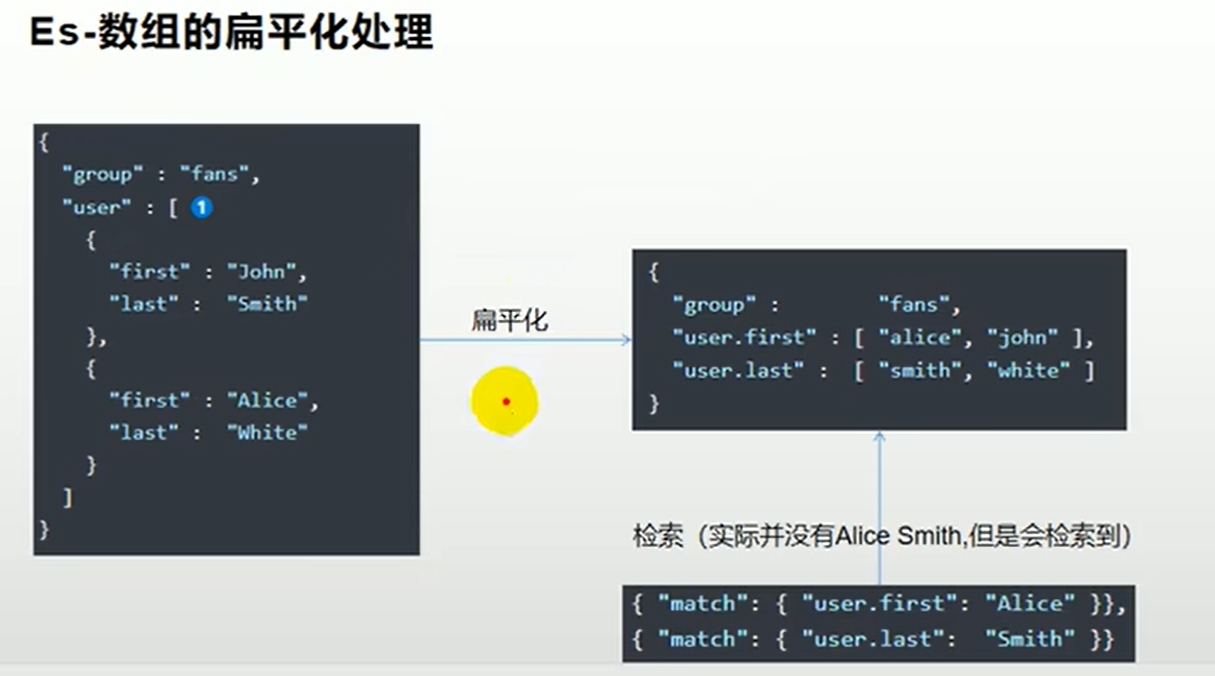 Es-数组的扁平化处理
{
"group" : "fans",
"user" : [ 1
{
"first" : "John",
"last" : "Smith"
},
{
"first" : "Alice",
"last" : "White"
}
]
}
扁平化
{
"group" : "fans",
"user.first" : [ "alice", "john" ],
"user.last" : [ "smith", "white" ]
}
检索（实际并没有Alice Smith,但是会检索到）
{ "match": { "user.first": "Alice" }},
{ "match": { "user.last": "Smith" }}